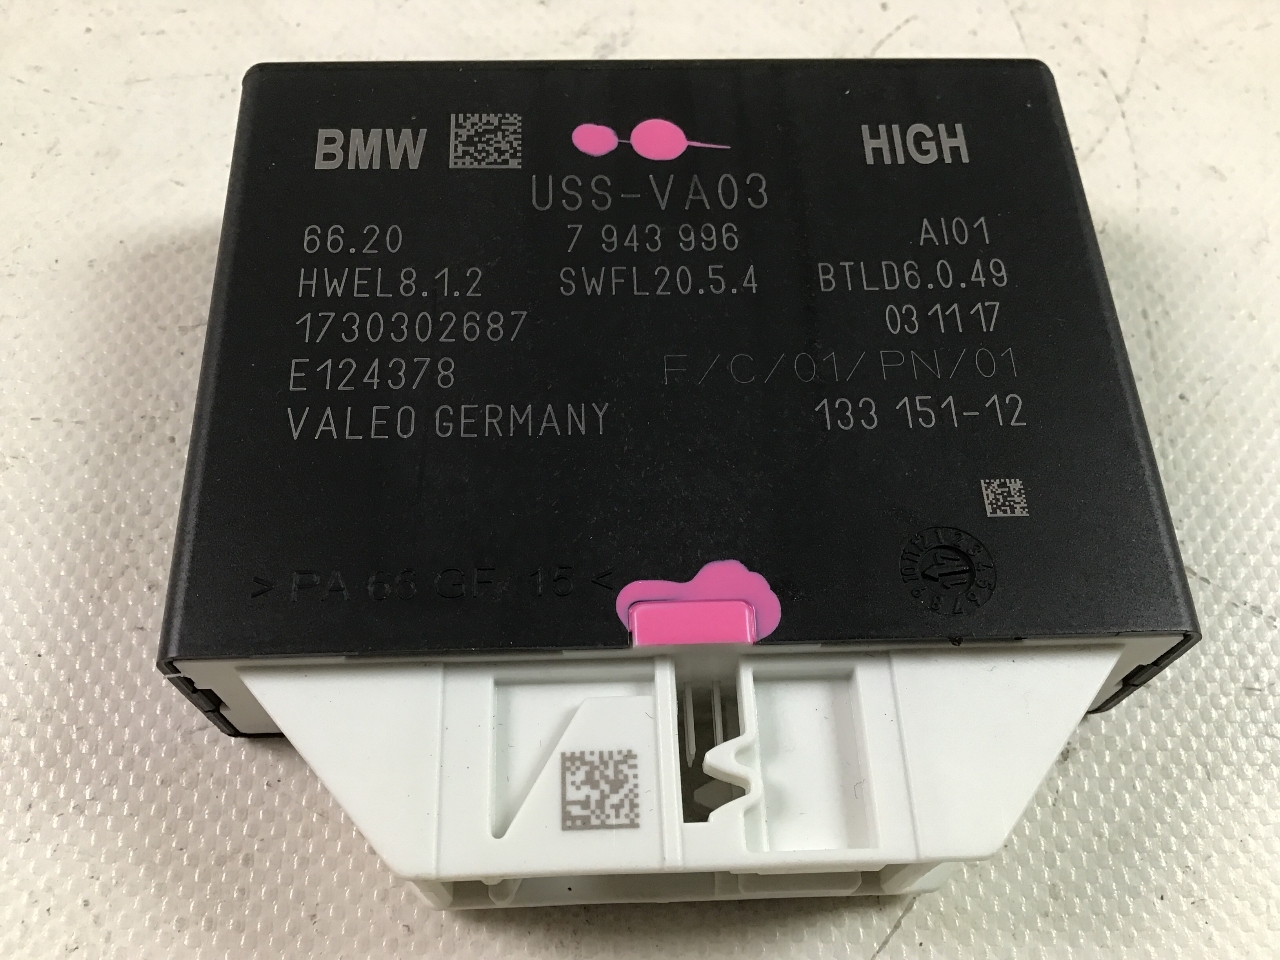 BMW HIGH
USS-VA03
66.20 7 943 996 AI01
HWEL8.1.2 SWFL20.5.4 BTLD6.0.49
1730302687 03 11 17
E124378 F/C/01/PN/01
VALEO GERMANY 133 151-12
> PA 66 GF 15 <